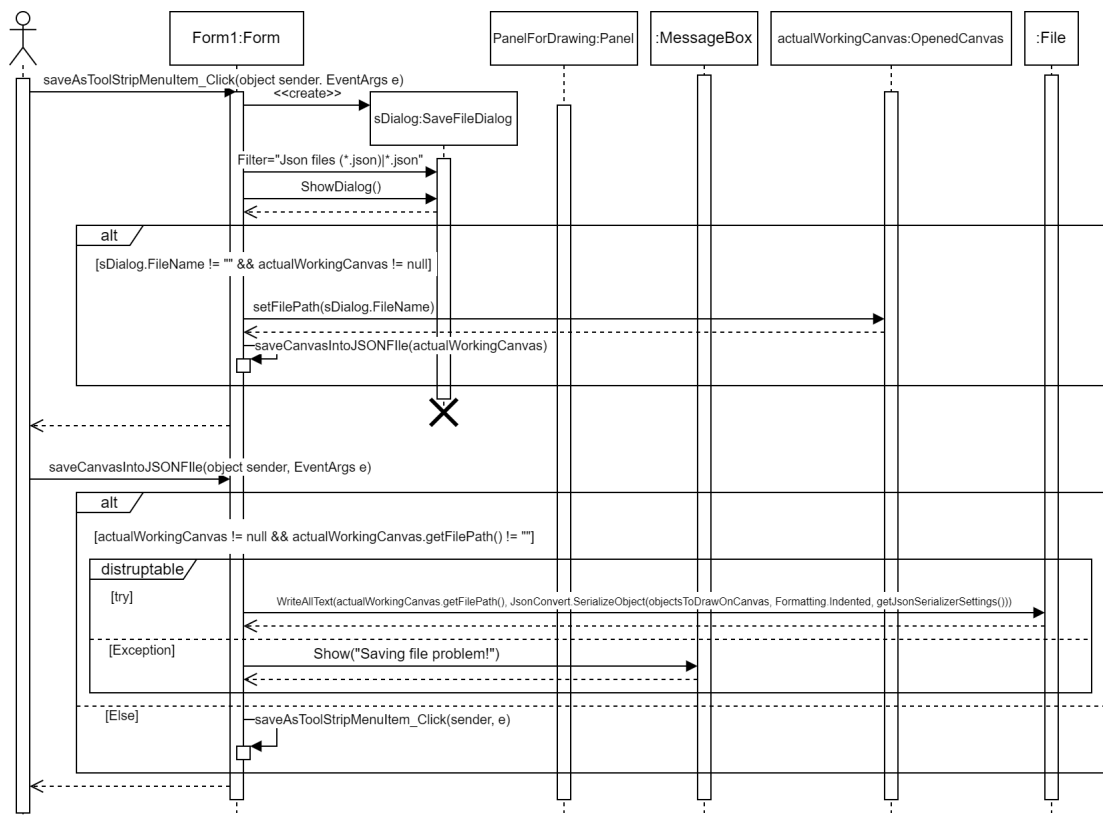 Form1:Form
PanelForDrawing:Panel
:MessageBox
actualWorkingCanvas:OpenedCanvas
:File
saveAsToolStripMenuItem_Click(object sender. EventArgs e)
<<create>>
sDialog:SaveFileDialog
Filter="Json files (*.json)|*.json"
ShowDialog()
alt
[sDialog.FileName != "" && actualWorkingCanvas != null]
setFilePath(sDialog.FileName)
saveCanvasIntoJSONFIle(actualWorkingCanvas)
saveCanvasIntoJSONFIle(object sender, EventArgs e)
alt
[actualWorkingCanvas != null && actualWorkingCanvas.getFilePath() != ""]
distruptable
[try]
WriteAllText(actualWorkingCanvas.getFilePath(), JsonConvert.SerializeObject(objectsToDrawOnCanvas, Formatting.Indented, getJsonSerializerSettings()))
[Exception]
Show("Saving file problem!")
[Else]
saveAsToolStripMenuItem_Click(sender, e)